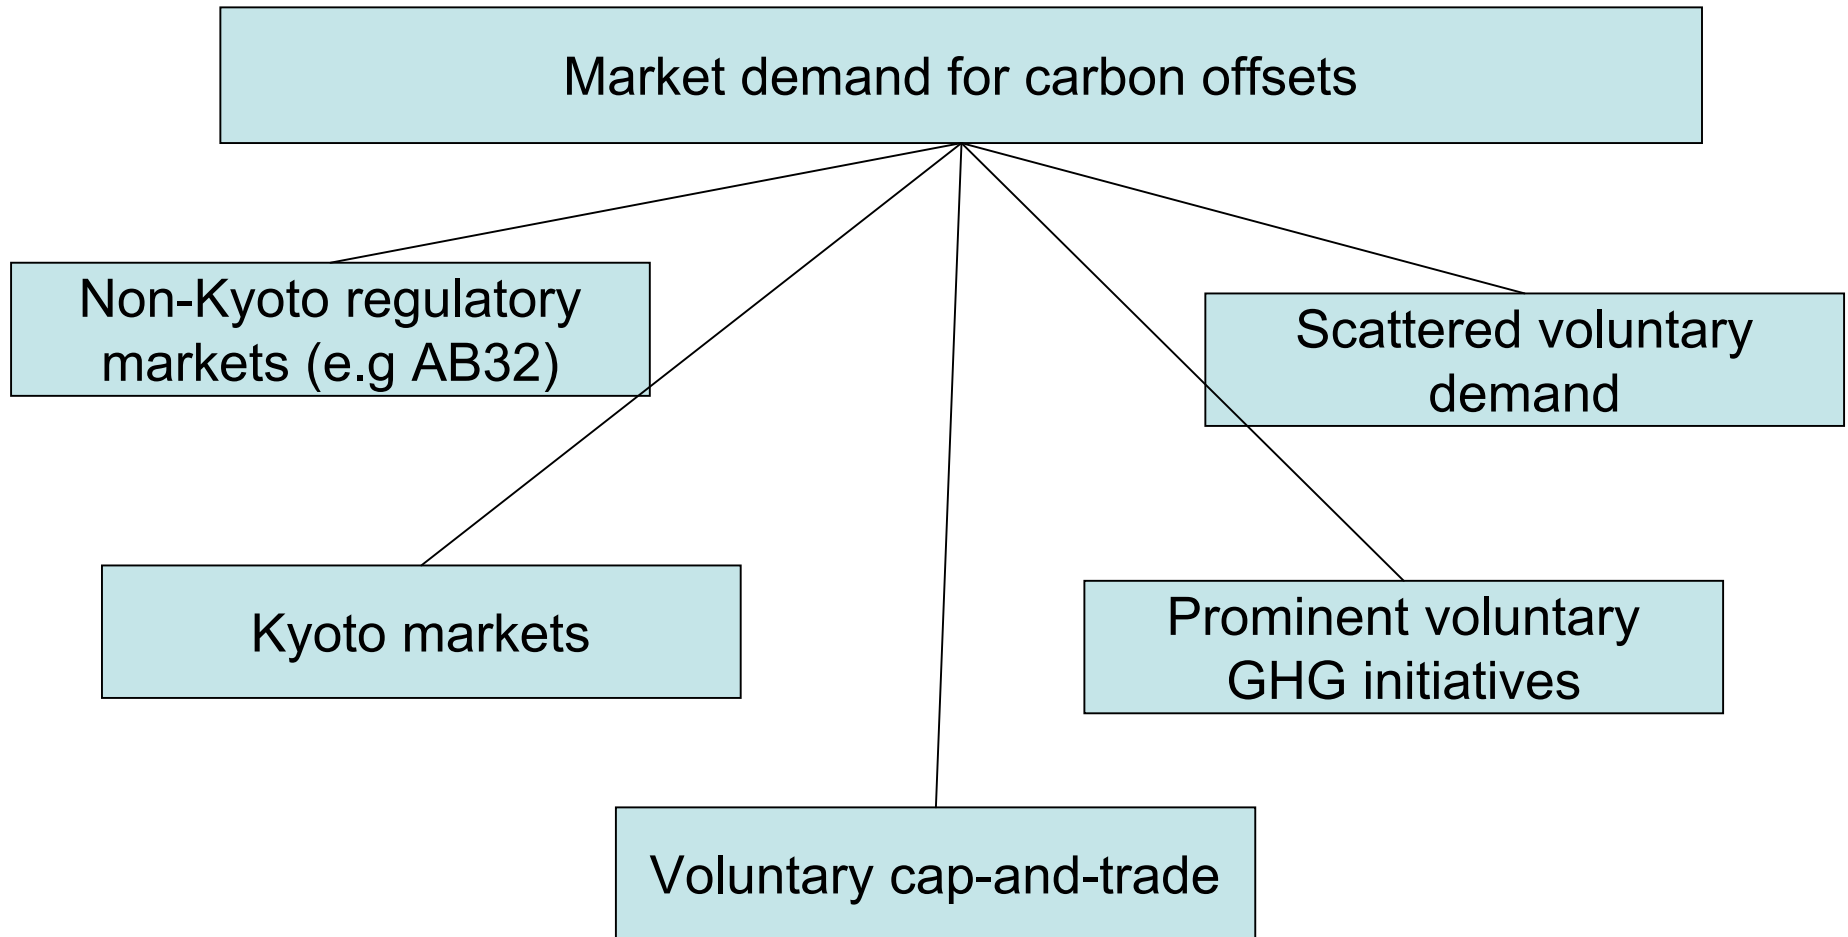 Market demand for carbon offsets
Non-Kyoto regulatory
markets (e.g AB32)
Scattered voluntary
demand
Kyoto markets
Prominent voluntary
GHG initiatives
Voluntary cap-and-trade